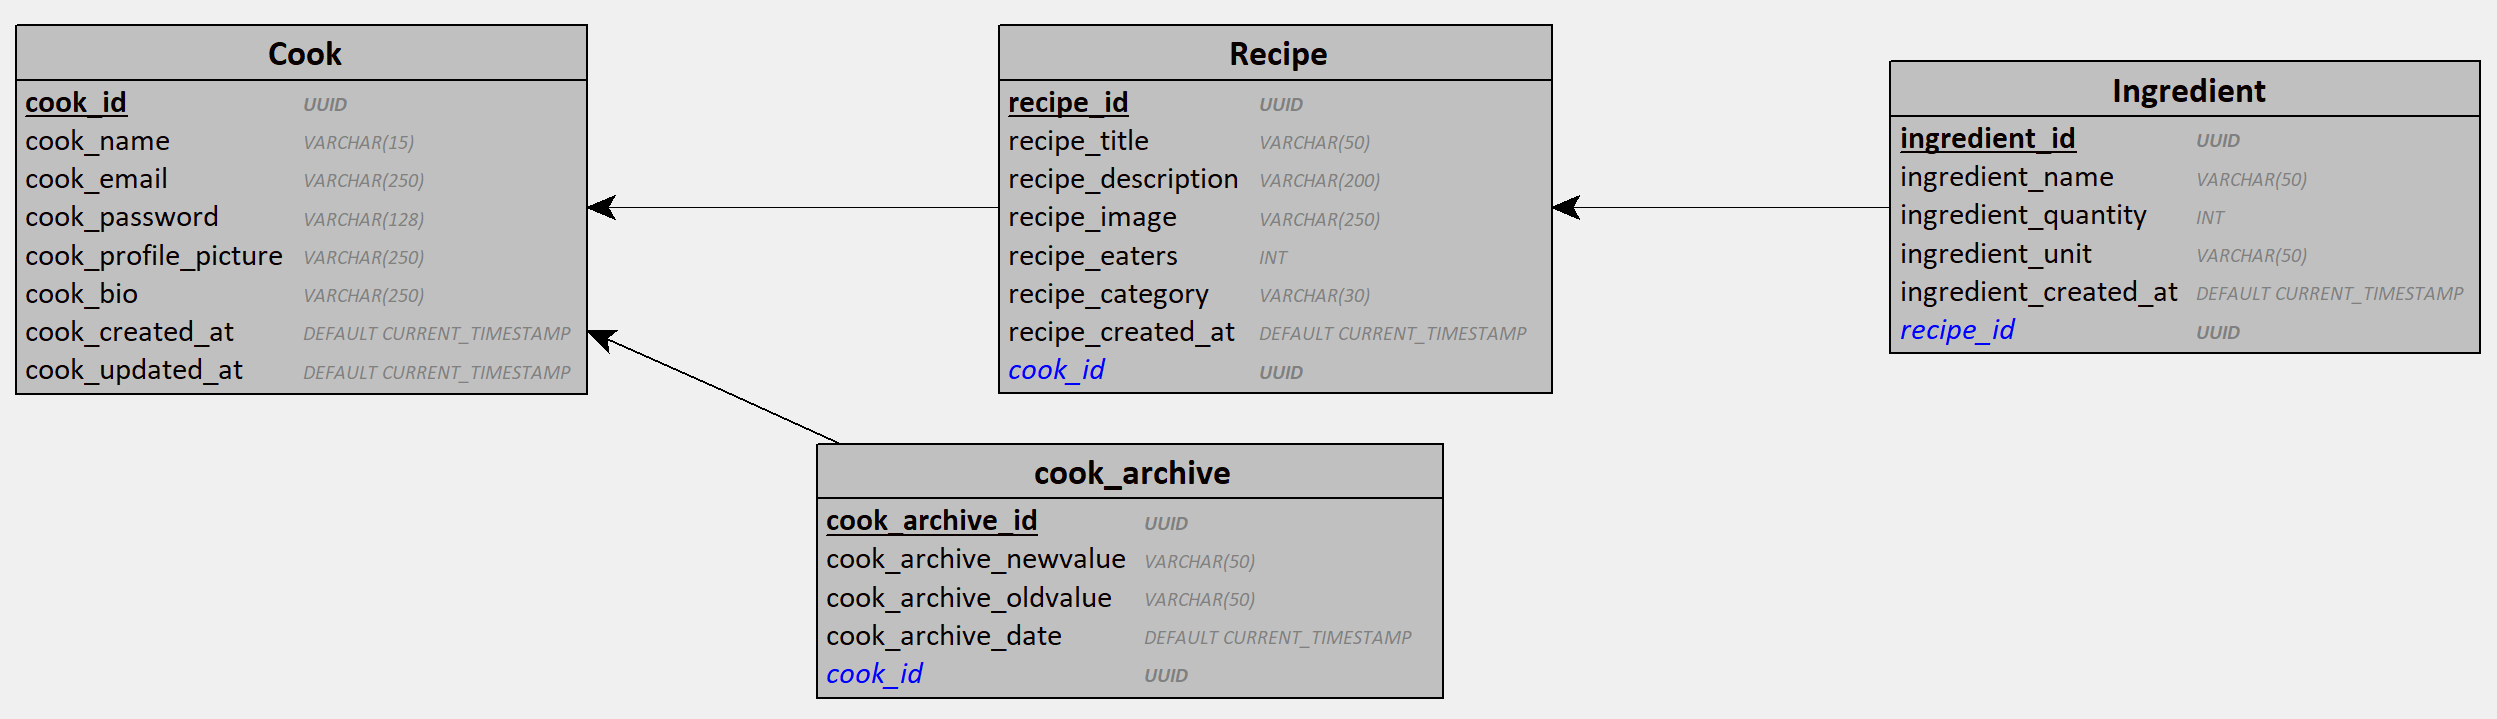 Cook
cook_id UUID
cook_name VARCHAR(15)
cook_email VARCHAR(250)
cook_password VARCHAR(128)
cook_profile_picture VARCHAR(250)
cook_bio VARCHAR(250)
cook_created_at DEFAULT CURRENT_TIMESTAMP
cook_updated_at DEFAULT CURRENT_TIMESTAMP
Recipe
recipe_id UUID
recipe_title VARCHAR(50)
recipe_description VARCHAR(200)
recipe_image VARCHAR(250)
recipe_eaters INT
recipe_category VARCHAR(30)
recipe_created_at DEFAULT CURRENT_TIMESTAMP
cook_id UUID
Ingredient
ingredient_id UUID
ingredient_name VARCHAR(50)
ingredient_quantity INT
ingredient_unit VARCHAR(50)
ingredient_created_at DEFAULT CURRENT_TIMESTAMP
recipe_id UUID
cook_archive
cook_archive_id UUID
cook_archive_newvalue VARCHAR(50)
cook_archive_oldvalue VARCHAR(50)
cook_archive_date DEFAULT CURRENT_TIMESTAMP
cook_id UUID